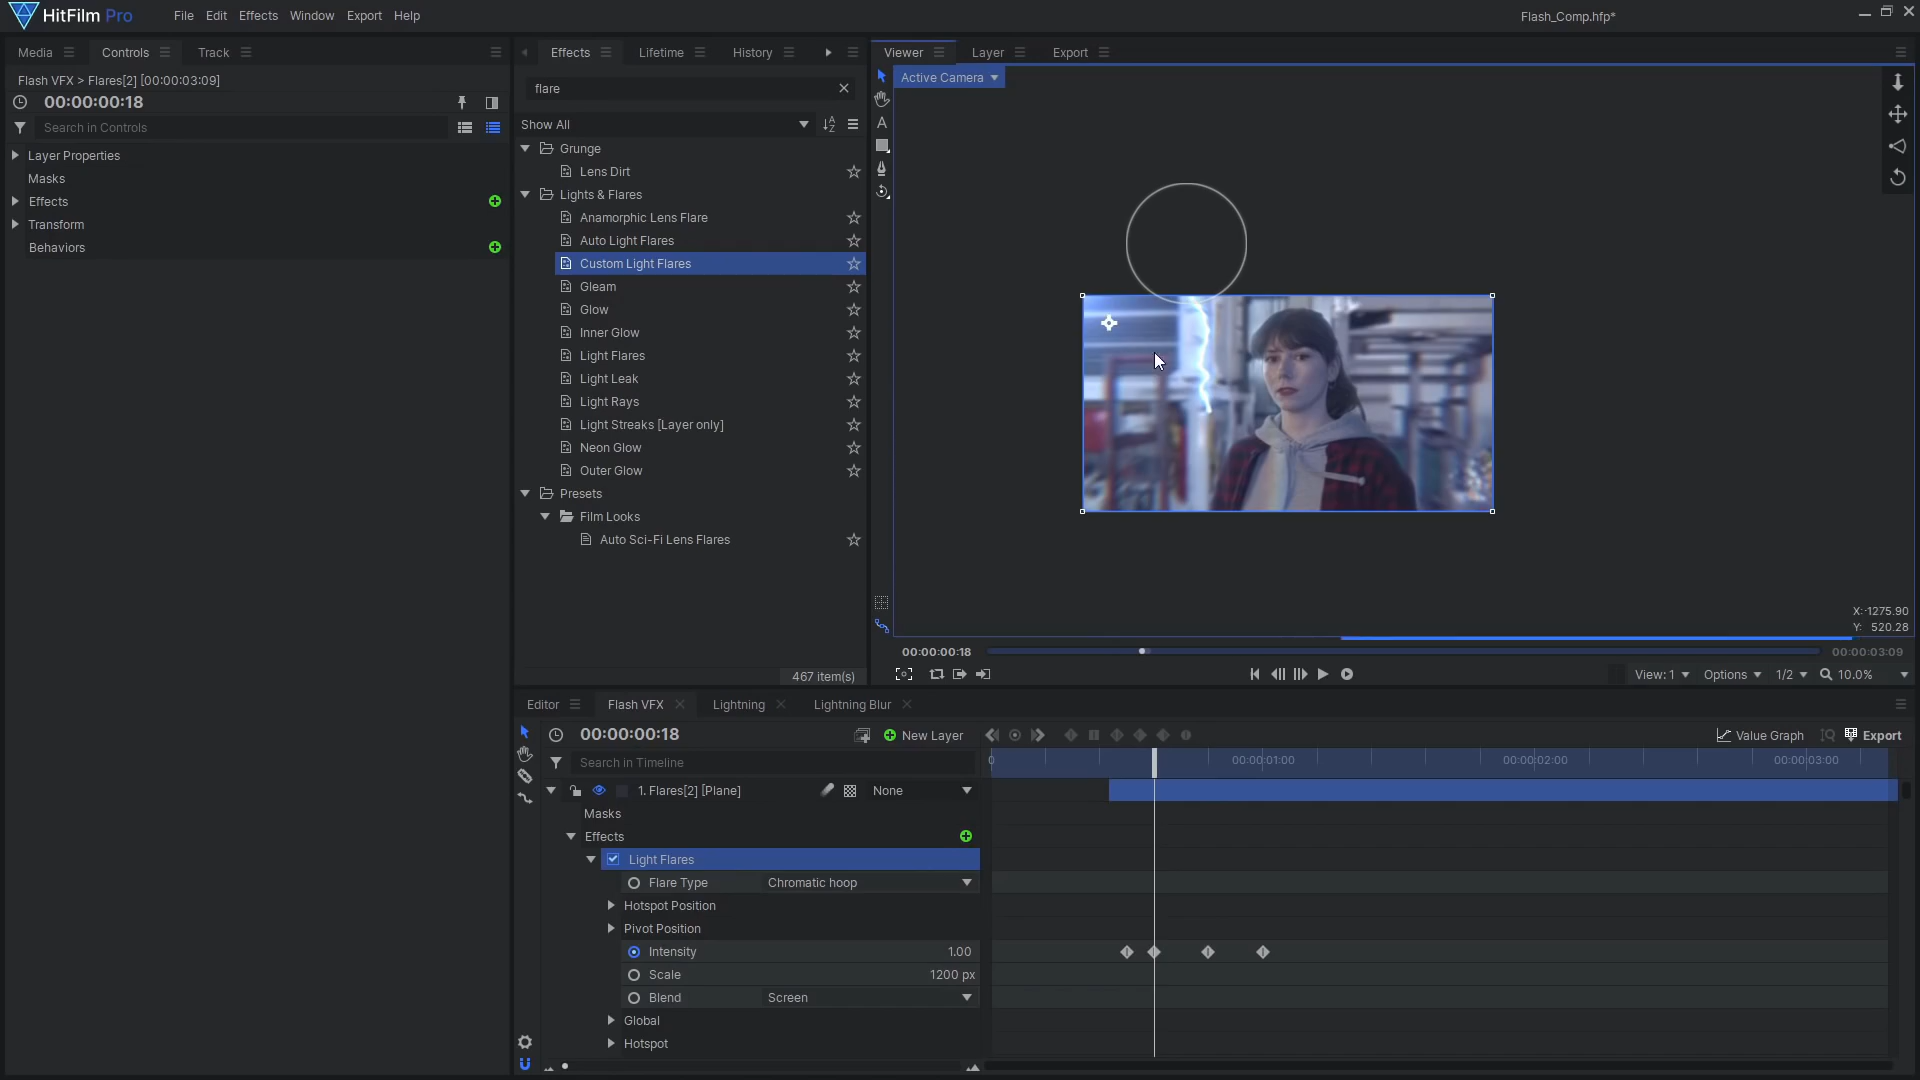 HitFilm Pro
File Edit Effects Window Export Help
Flash_Comp.hfp*
Media Controls Track
Effects Lifetime History
Viewer Layer Export
Flash VFX > Flares[2] [00:00:03:09]
00:00:00:18
Search in Controls
Layer Properties
Masks
Effects
Transform
Behaviors
flare
Show All
Grunge
Lens Dirt
Lights & Flares
Anamorphic Lens Flare
Auto Light Flares
Custom Light Flares
Gleam
Glow
Inner Glow
Light Flares
Light Leak
Light Rays
Light Streaks [Layer only]
Neon Glow
Outer Glow
Presets
Film Looks
Auto Sci-Fi Lens Flares
467 item(s)
Active Camera
A
X:-1275.90
Y: 520.28
00:00:00:18
00:00:03:09
View: 1 Options 1/2 10.0%
Editor Flash VFX Lightning Lightning Blur
00:00:00:18
New Layer
Value Graph
Export
Search in Timeline
0 00:00:01:00 00:00:02:00 00:00:03:00
1. Flares[2] [Plane] None
Masks
Effects
Light Flares
Flare Type Chromatic hoop
Hotspot Position
Pivot Position
Intensity 1.00
Scale 1200 px
Blend Screen
Global
Hotspot